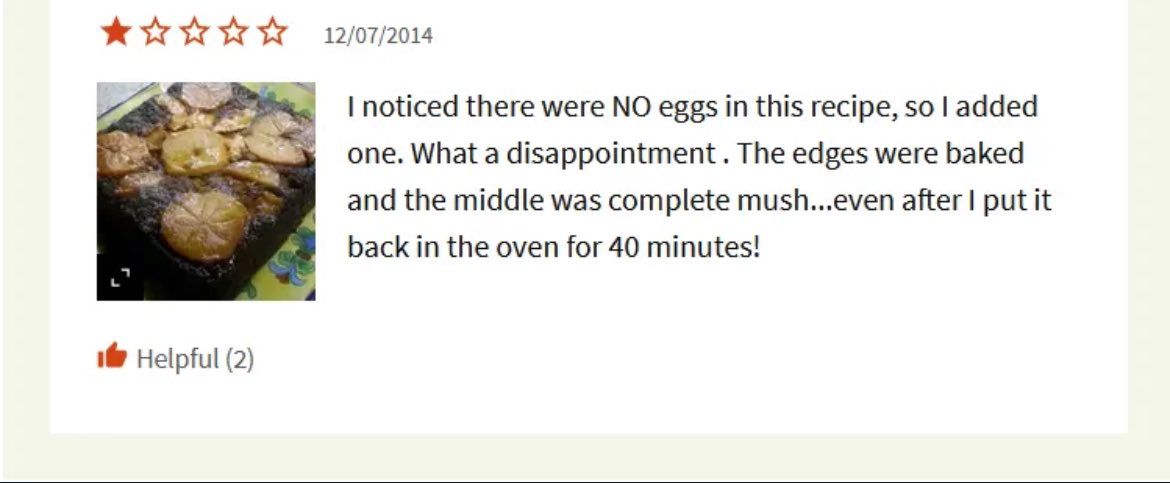 12/07/2014
I noticed there were NO eggs in this recipe, so I added
one. What a disappointment . The edges were baked
and the middle was complete mush...even after I put it
back in the oven for 40 minutes!
Helpful (2)